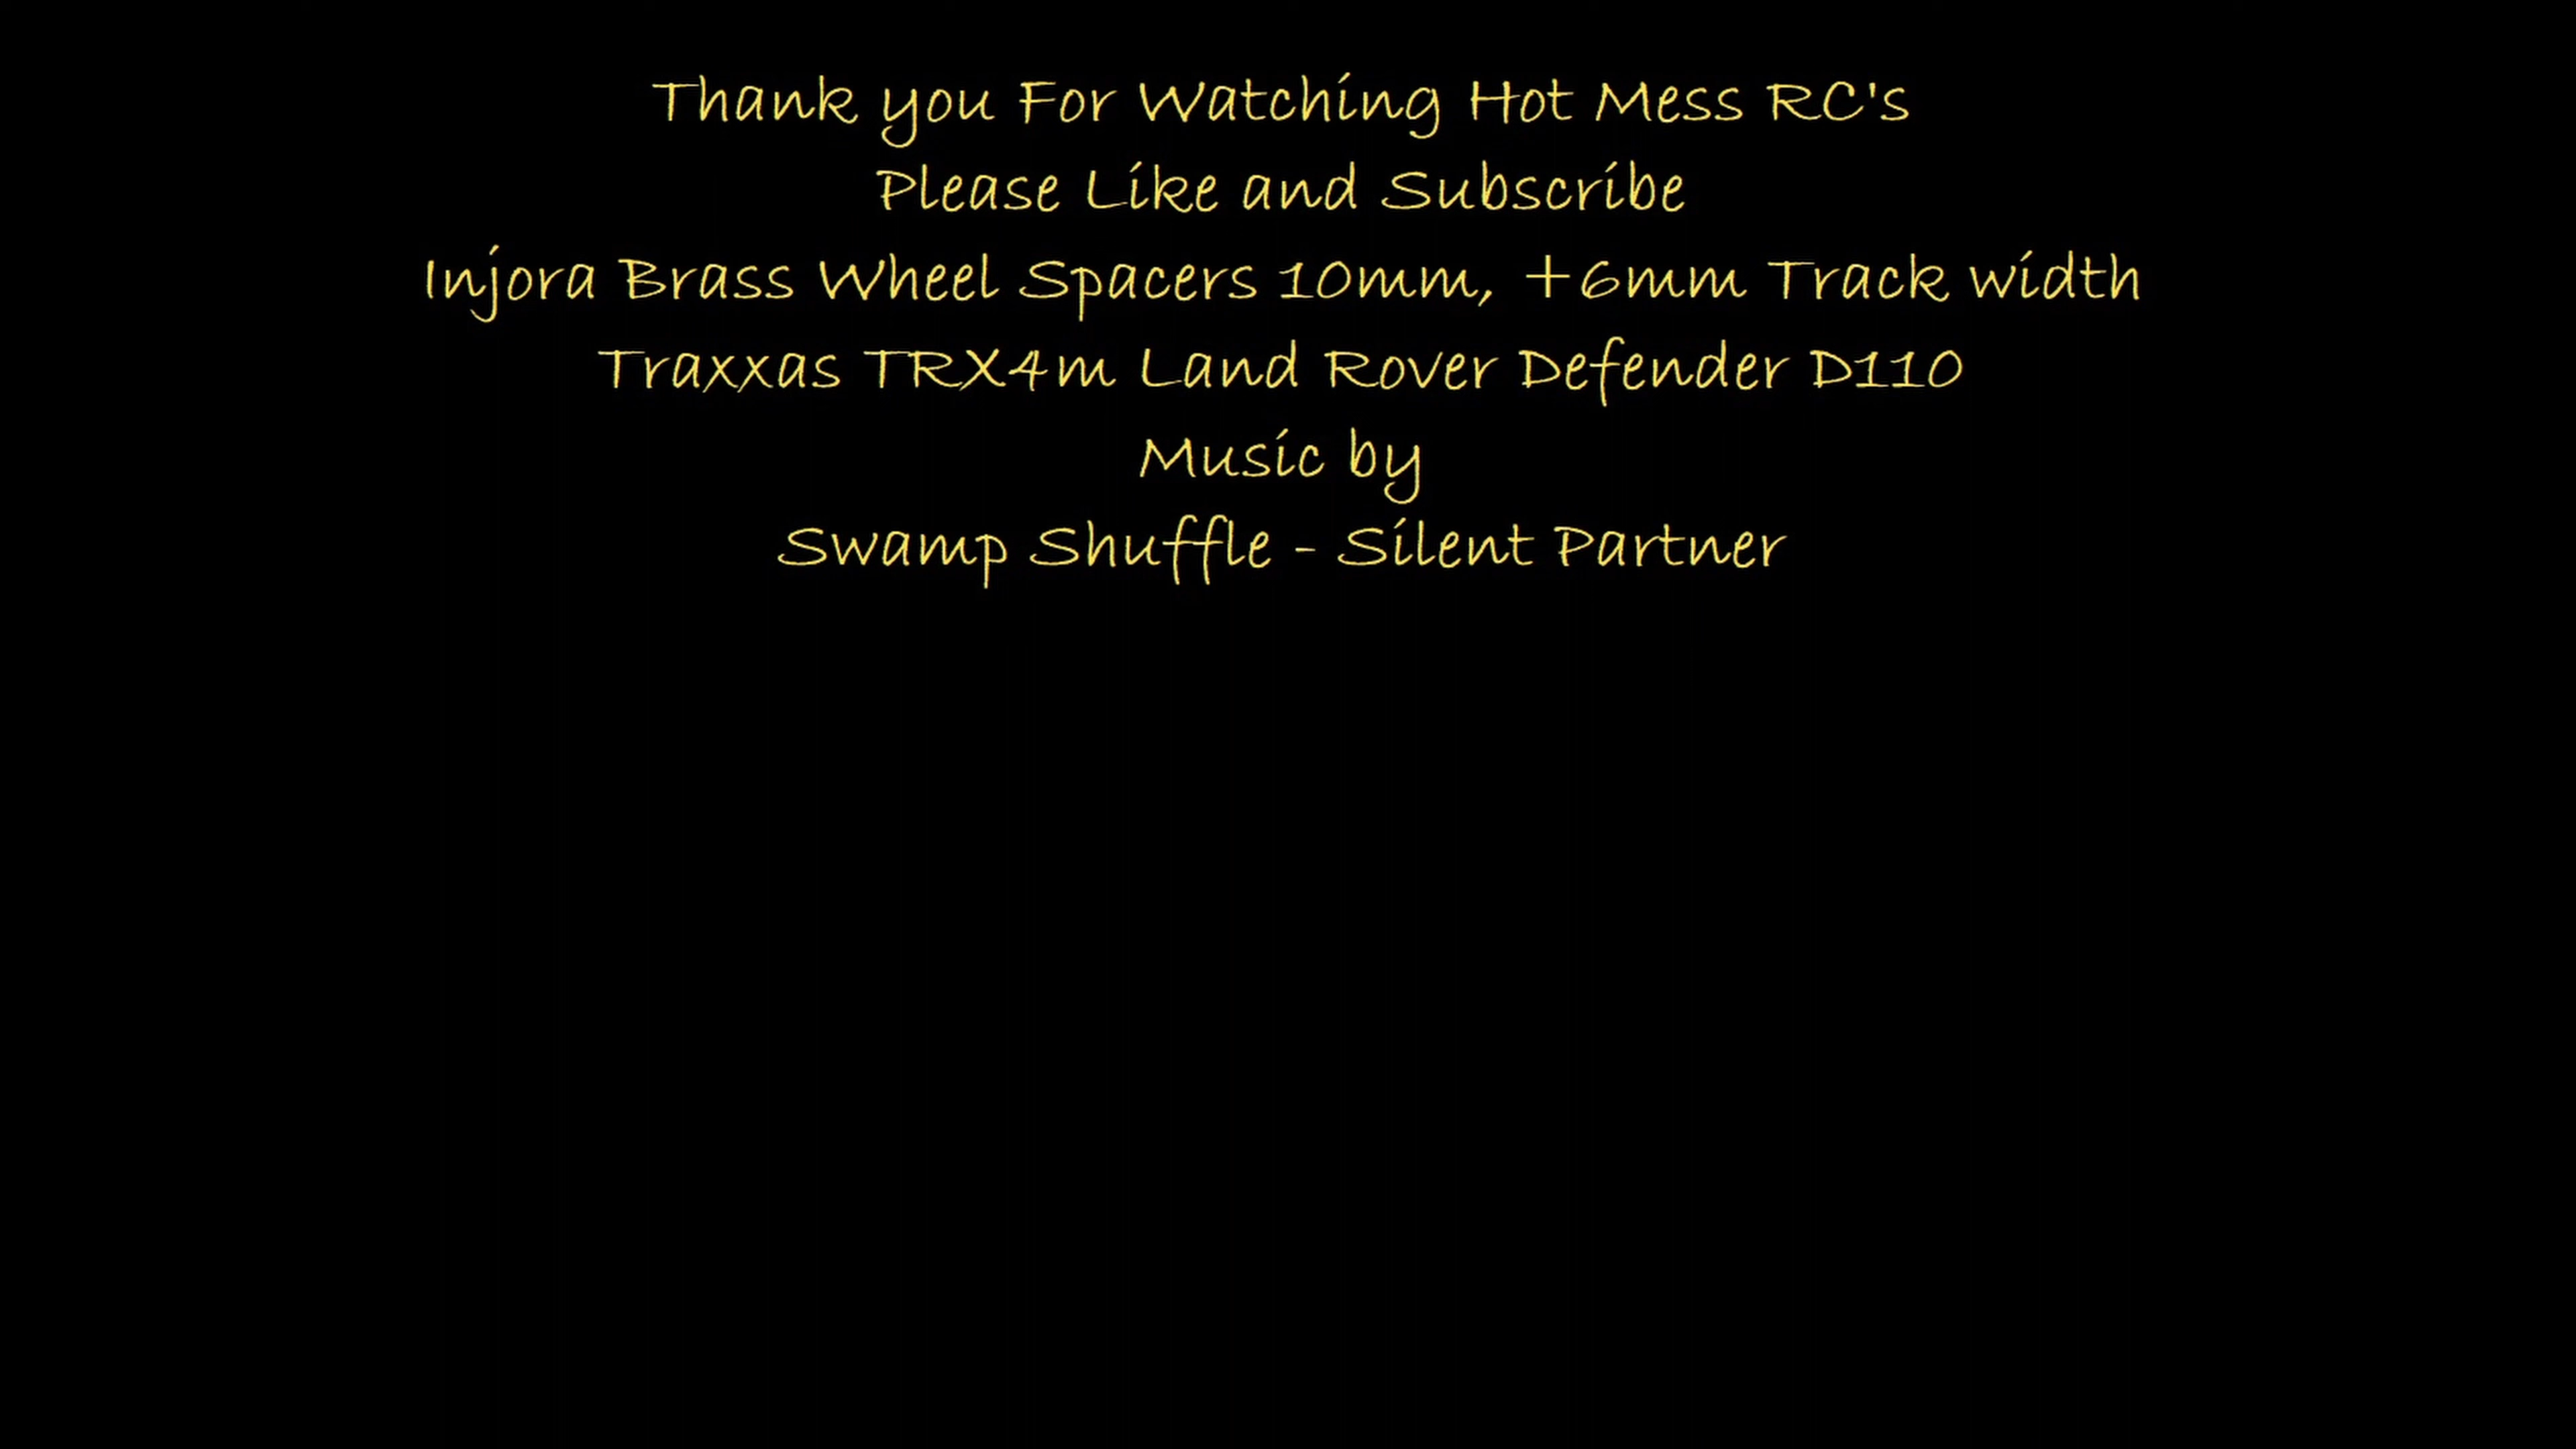 Thank you For Watching Hot Mess RC's
Please Like and Subscribe
Injora Brass Wheel Spacers 10mm, +6mm Track width
Traxxas TRX4m Land Rover Defender D110
Music by
Swamp Shuffle - Silent Partner